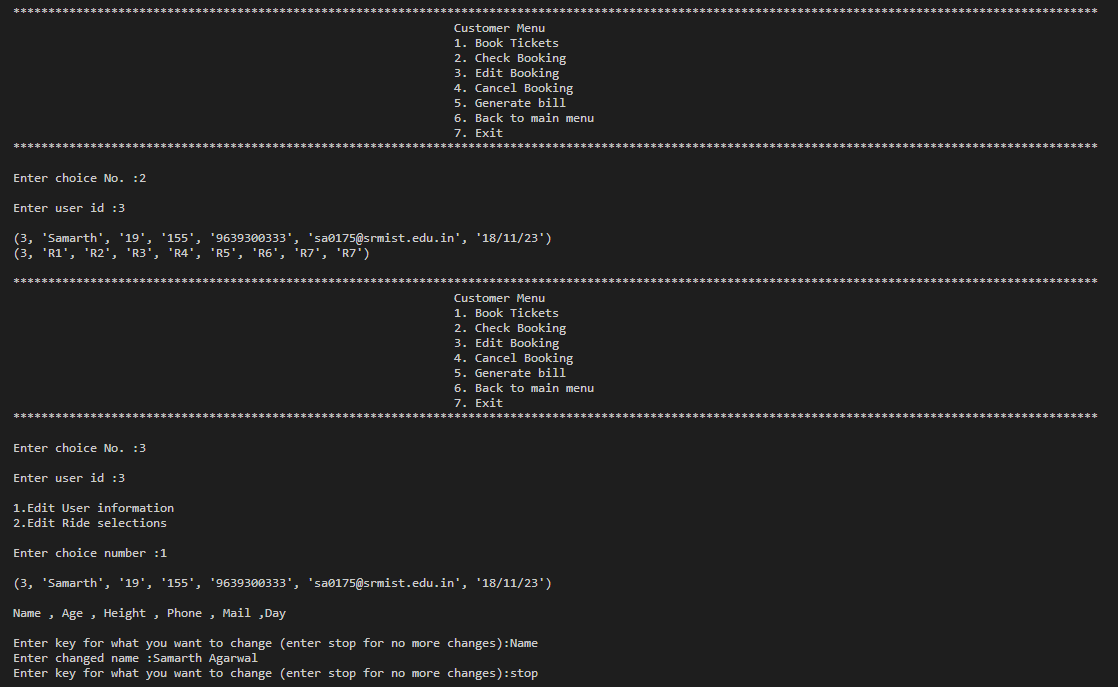 ***********************************************************************************************************************************************************
Customer Menu
1. Book Tickets
2. Check Booking
3. Edit Booking
4. Cancel Booking
5. Generate bill
6. Back to main menu
7. Exit
***********************************************************************************************************************************************************
Enter choice No. :2
Enter user id :3
(3, 'Samarth', '19', '155', '9639300333', 'sa0175@srmist.edu.in', '18/11/23')
(3, 'R1', 'R2', 'R3', 'R4', 'R5', 'R6', 'R7', 'R7')
***********************************************************************************************************************************************************
Customer Menu
1. Book Tickets
2. Check Booking
3. Edit Booking
4. Cancel Booking
5. Generate bill
6. Back to main menu
7. Exit
***********************************************************************************************************************************************************
Enter choice No. :3
Enter user id :3
1.Edit User information
2.Edit Ride selections
Enter choice number :1
(3, 'Samarth', '19', '155', '9639300333', 'sa0175@srmist.edu.in', '18/11/23')
Name , Age , Height , Phone , Mail ,Day
Enter key for what you want to change (enter stop for no more changes):Name
Enter changed name :Samarth Agarwal
Enter key for what you want to change (enter stop for no more changes):stop